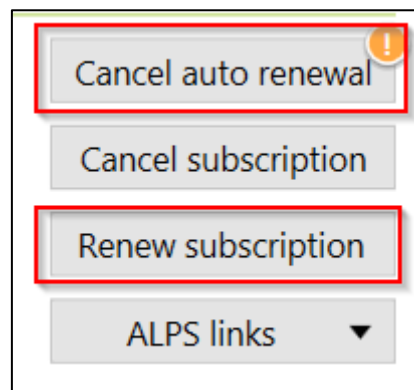 !
Cancel auto renewal
Cancel subscription
Renew subscription
ALPS links